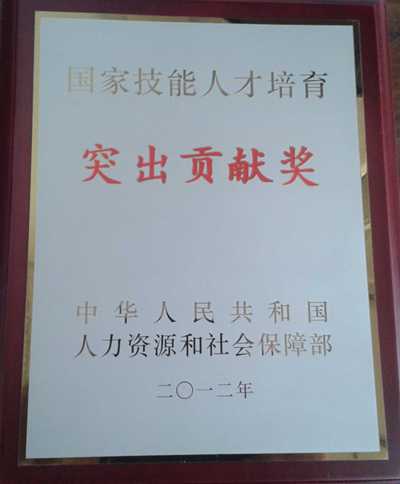 国家技能人才培育
突出贡献奖
中华人民共和国
人力资源和社会保障部
二〇一二年